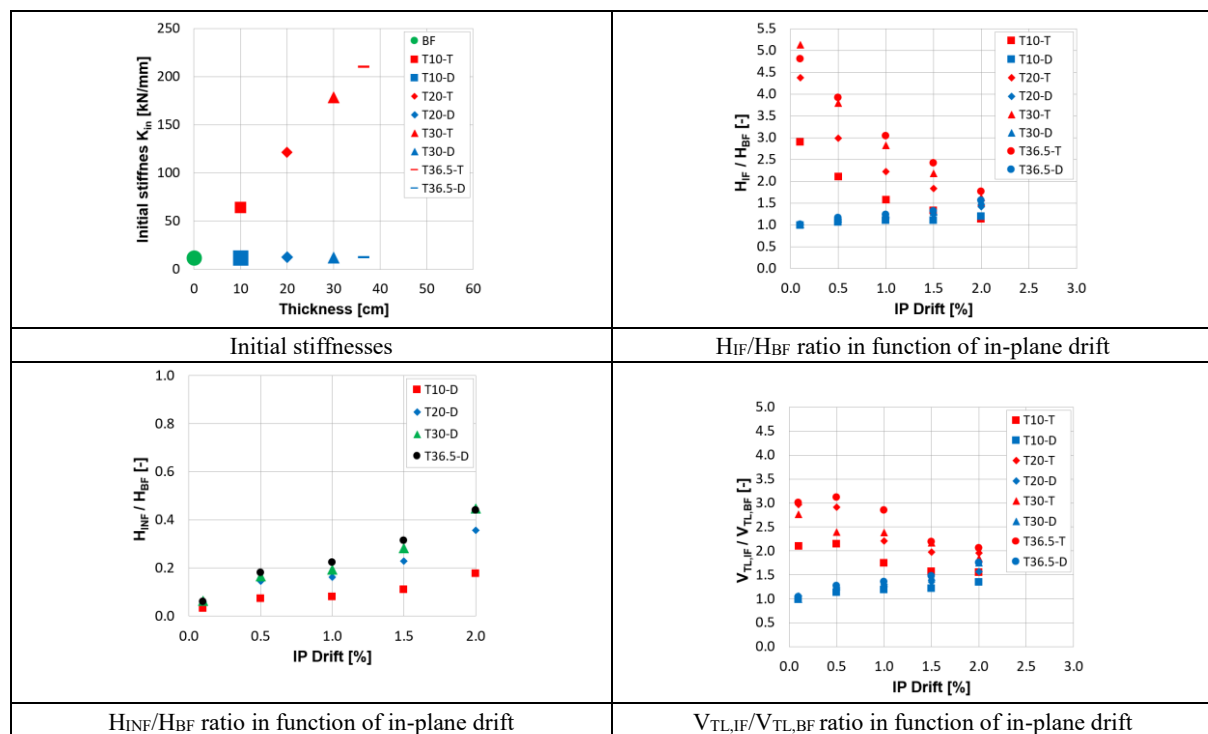 250
200
150
100
50
0
0 10 20 30 40 50 60
Initial stiffnes Kin [kN/mm]
Thickness [cm]
BF
T10-T
T10-D
T20-T
T20-D
T30-T
T30-D
T36.5-T
T36.5-D
Initial stiffnesses
5.0
4.5
4.0
3.5
3.0
2.5
2.0
1.5
1.0
0.5
0.0
0.0 0.5 1.0 1.5 2.0 2.5 3.0
HIF / HBF [-]
IP Drift [%]
T10-T
T10-D
T20-T
T20-D
T30-T
T30-D
T36.5-T
T36.5-D
HIF/HBF ratio in function of in-plane drift
1.0
0.8
0.6
0.4
0.2
0.0
0.0 0.5 1.0 1.5 2.0
HINF / HBF [-]
IP Drift [%]
T10-D
T20-D
T30-D
T36.5-D
HINF/HBF ratio in function of in-plane drift
5.0
4.5
4.0
3.5
3.0
2.5
2.0
1.5
1.0
0.5
0.0
0.0 0.5 1.0 1.5 2.0 2.5 3.0
VTL,IF / VTL,BF [-]
IP Drift [%]
T10-T
T10-D
T20-T
T20-D
T30-T
T30-D
T36.5-T
T36.5-D
VTL,IF/VTL,BF ratio in function of in-plane drift